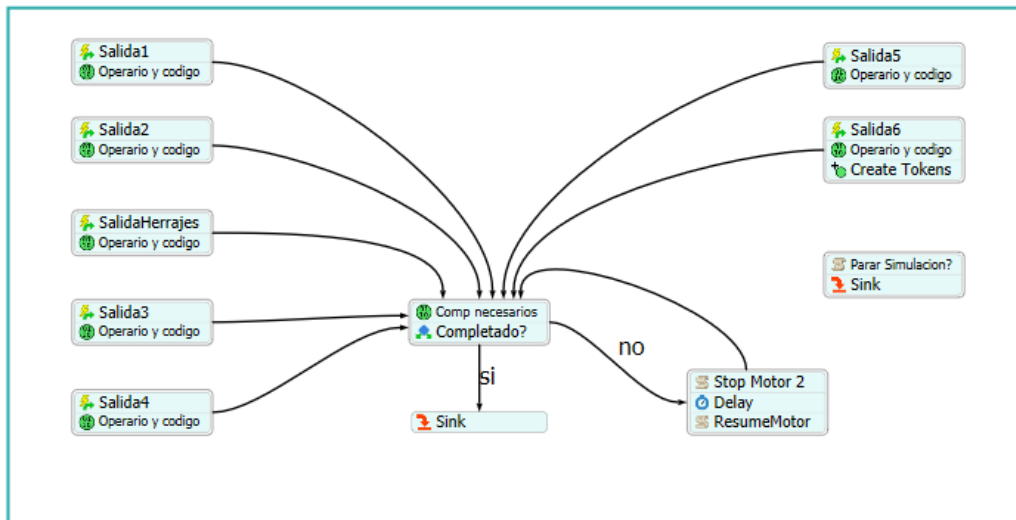 Salida1
Operario y codigo
Salida2
Operario y codigo
SalidaHerrajes
Operario y codigo
Salida3
Operario y codigo
Salida4
Operario y codigo
Comp necesarios
Completado?
si
Sink
no
Stop Motor 2
Delay
ResumeMotor
Salida5
Operario y codigo
Salida6
Operario y codigo
Create Tokens
Parar Simulacion?
Sink